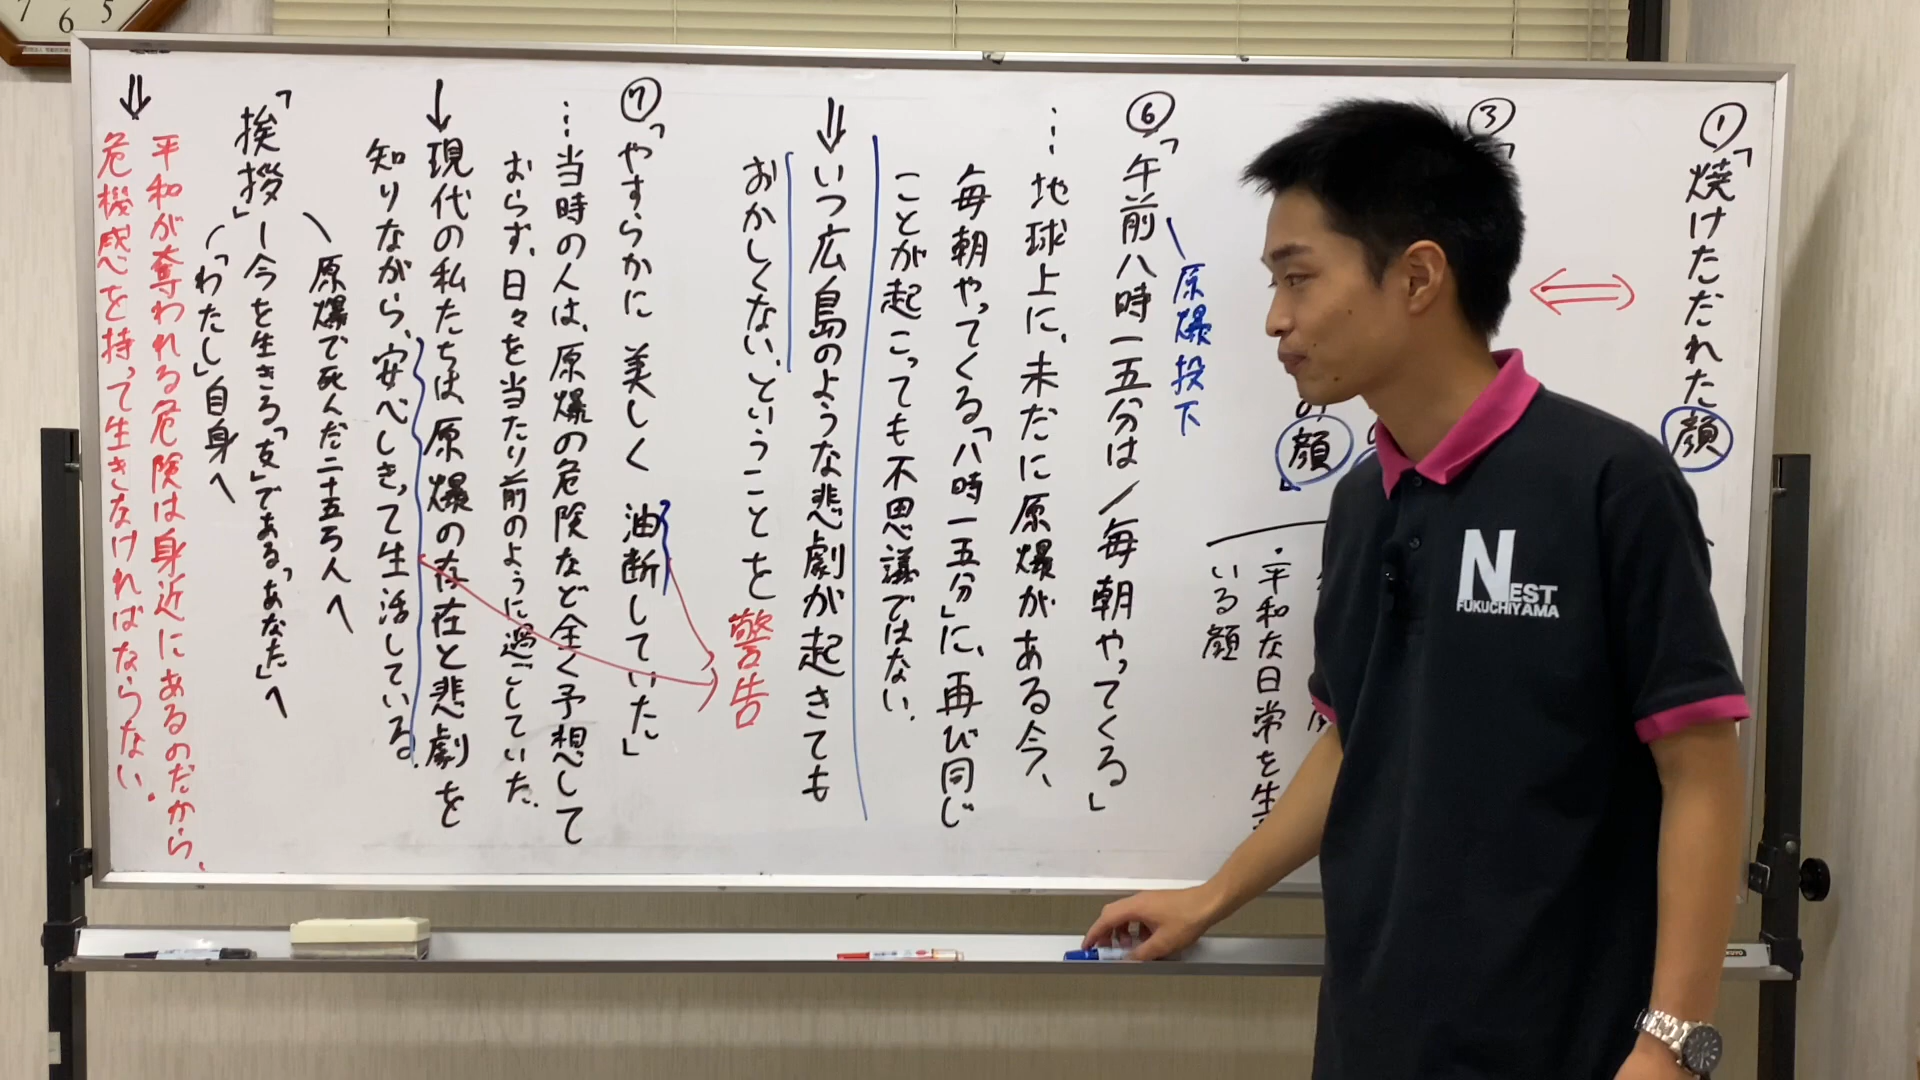 ①「焼けただれた顔
③「
の顔」
・平和な日常を生
いる顔
⑥「午前八時一五分は/毎朝やってくる」
原爆投下
…地球上に、未だに原爆がある今、
毎朝やってくる「八時一五分」に、再び同じ
ことが起こっても不思議ではない。
⇓いつ広島のような悲劇が起きても
おかしくない、ということを警告
⑦「やすらかに 美しく 油断していた」
…当時の人は、原爆の危険など全く予想して
おらず、日々を当たり前のように過ごしていた。
↓現代の私たちは、原爆の存在と悲劇を
知りながら、安心しきって生活している。
「挨拶」
原爆で死んだ二十五万人へ
今を生きる「友」である「あなた」へ
「わたし」自身へ
⇓平和が奪われる危険は身近にあるのだから、
危機感を持って生きなければならない。
NEST
FUKUCHIYAMA
7 6 5